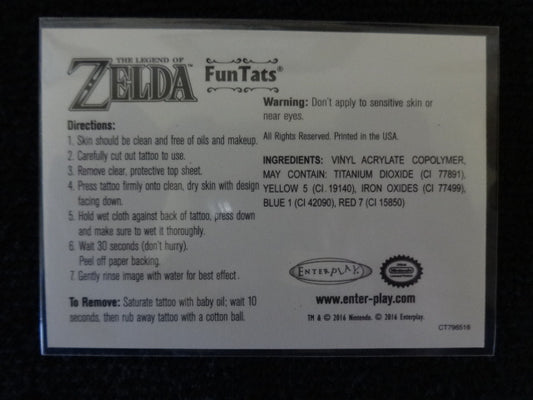 THE LEGEND OF
ZELDA™
FunTats®
Directions:
1. Skin should be clean and free of oils and makeup.
2. Carefully cut out tattoo to use.
3. Remove clear, protective top sheet.
4. Press tattoo firmly onto clean, dry skin with design
facing down.
5. Hold wet cloth against back of tattoo, press down
and make sure to wet it thoroughly.
6. Wait 30 seconds (don't hurry).
Peel off paper backing.
7. Gently rinse image with water for best effect.
To Remove: Saturate tattoo with baby oil; wait 10
seconds, then rub away tattoo with a cotton ball.
Warning: Don't apply to sensitive skin or
near eyes.
All Rights Reserved. Printed in the USA.
INGREDIENTS: VINYL ACRYLATE COPOLYMER,
MAY CONTAIN: TITANIUM DIOXIDE (CI 77891),
YELLOW 5 (CI. 19140), IRON OXIDES (CI 77499),
BLUE 1 (CI 42090), RED 7 (CI 15850)
ENTERPLAY
Nintendo
www.enter-play.com
TM & © 2016 Nintendo. © 2016 Enterplay.
CT796516